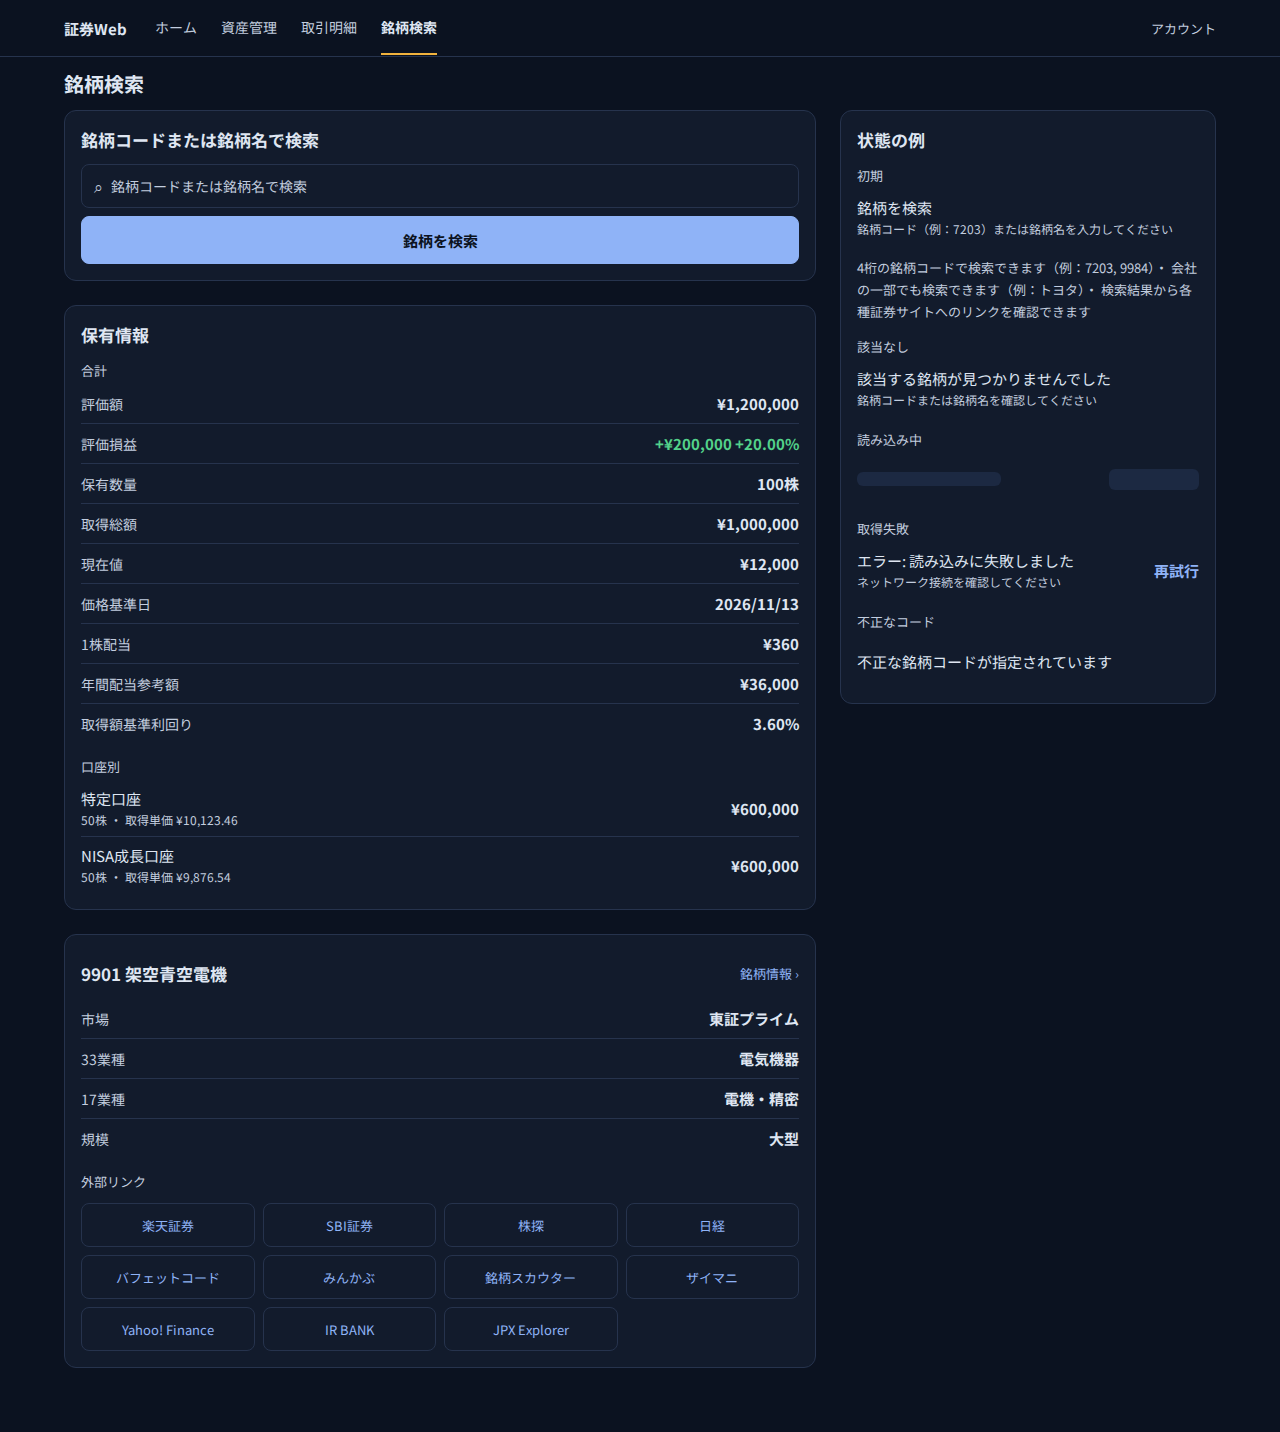 証券Web ホーム 資産管理 取引明細 銘柄検索 アカウント
銘柄検索
銘柄コードまたは銘柄名で検索
⌕ 銘柄コードまたは銘柄名で検索
銘柄を検索
保有情報
合計
評価額 ¥1,200,000
評価損益 +¥200,000 +20.00%
保有数量 100株
取得総額 ¥1,000,000
現在値 ¥12,000
価格基準日 2026/11/13
1株配当 ¥360
年間配当参考額 ¥36,000
取得額基準利回り 3.60%
口座別
特定口座
50株 ・ 取得単価 ¥10,123.46
¥600,000
NISA成長口座
50株 ・ 取得単価 ¥9,876.54
¥600,000
9901 架空青空電機 銘柄情報 ›
市場 東証プライム
33業種 電気機器
17業種 電機・精密
規模 大型
外部リンク
楽天証券 SBI証券 株探 日経
バフェットコード みんかぶ 銘柄スカウター ザイマニ
Yahoo! Finance IR BANK JPX Explorer
状態の例
初期
銘柄を検索
銘柄コード（例：7203）または銘柄名を入力してください
4桁の銘柄コードで検索できます（例：7203, 9984）・ 会社
の一部でも検索できます（例：トヨタ）・ 検索結果から各
種証券サイトへのリンクを確認できます
該当なし
該当する銘柄が見つかりませんでした
銘柄コードまたは銘柄名を確認してください
読み込み中
取得失敗
エラー: 読み込みに失敗しました
ネットワーク接続を確認してください
再試行
不正なコード
不正な銘柄コードが指定されています